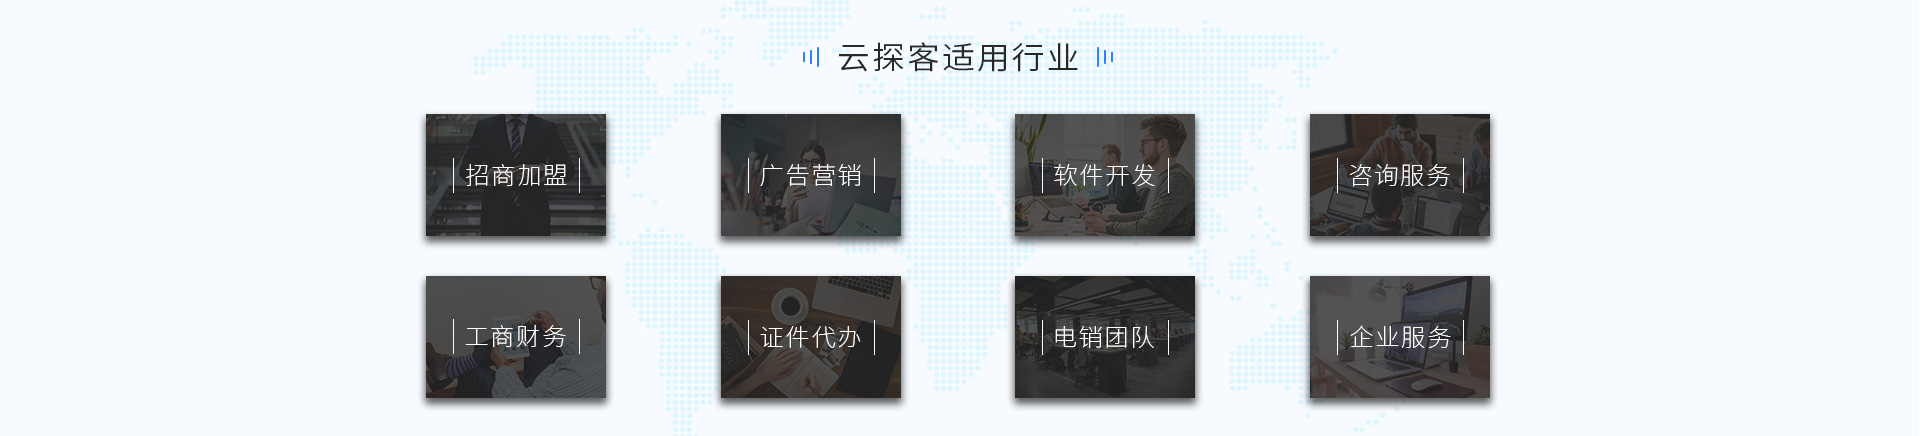 云探客适用行业
招商加盟
广告营销
软件开发
咨询服务
工商财务
证件代办
电销团队
企业服务